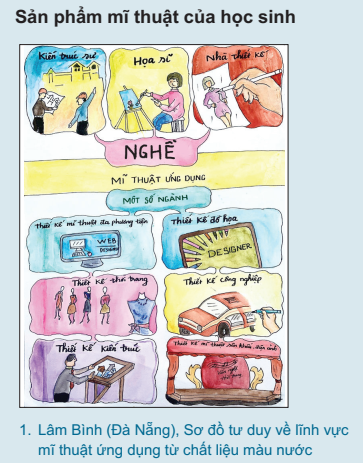 Sản phẩm mĩ thuật của học sinh
Kiến trúc sư
Họa sĩ
Nhà thiết kế
NGHỀ
MĨ THUẬT ỨNG DỤNG
MỘT SỐ NGÀNH
Thiết kế mĩ thuật đa phương tiện
Thiết kế đồ họa
WEB
DESIGNER
DESIGNER
Thiết kế thời trang
Thiết kế công nghiệp
Thiết kế kiến trúc
Thiết kế mĩ thuật sân khấu, điện ảnh
1. Lâm Bình (Đà Nẵng), Sơ đồ tư duy về lĩnh vực
mĩ thuật ứng dụng từ chất liệu màu nước